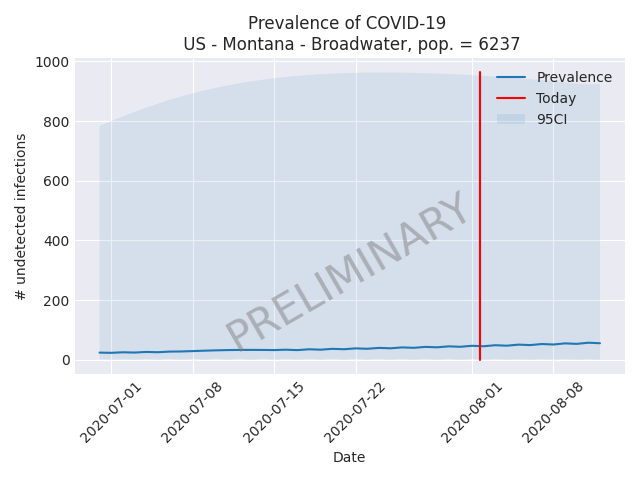 Prevalence of COVID-19
US - Montana - Broadwater, pop. = 6237
1000
800
600
400
200
0
# undetected infections
Prevalence
Today
95CI
PRELIMINARY
2020-07-01
2020-07-08
2020-07-15
2020-07-22
2020-08-01
2020-08-08
Date